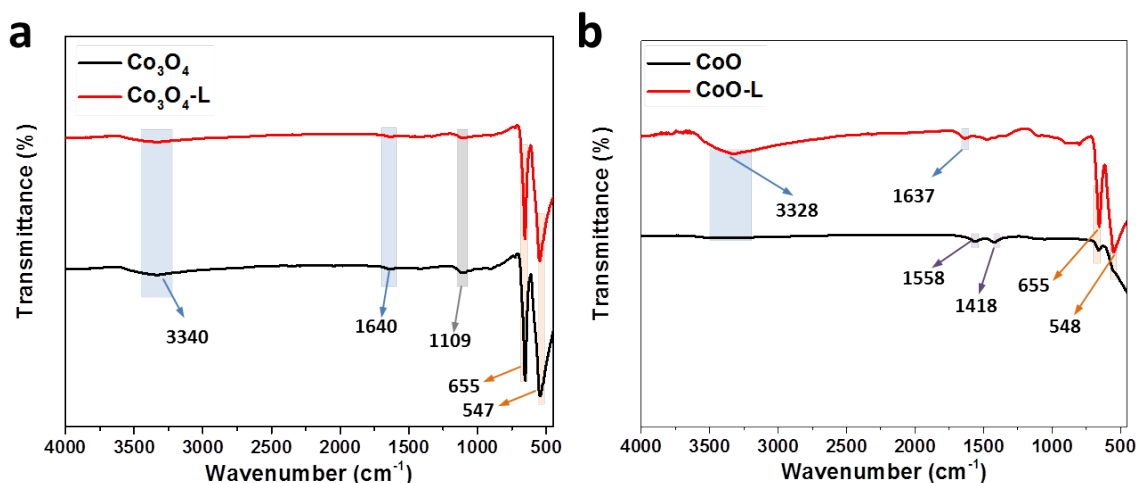 a
Co₃O₄
Co₃O₄-L
Transmittance (%)
3340
1640
1109
655
547
4000 3500 3000 2500 2000 1500 1000 500
Wavenumber (cm⁻¹)
b
CoO
CoO-L
Transmittance (%)
3328
1637
1558
1418
655
548
4000 3500 3000 2500 2000 1500 1000 500
Wavenumber (cm⁻¹)